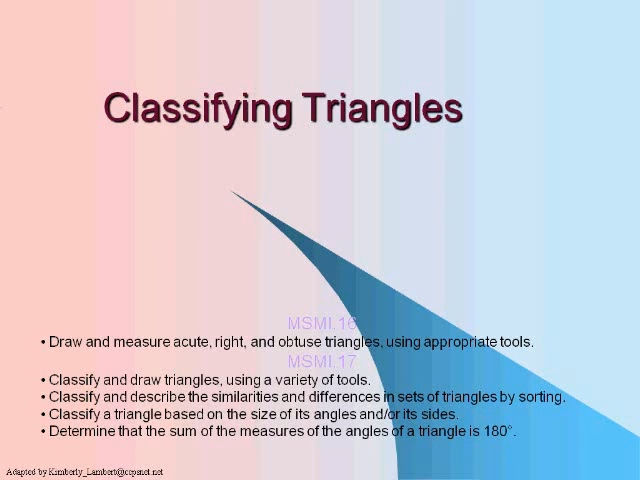 Classifying Triangles
MSMI.16
• Draw and measure acute, right, and obtuse triangles, using appropriate tools.
MSMI.17
• Classify and draw triangles, using a variety of tools.
• Classify and describe the similarities and differences in sets of triangles by sorting.
• Classify a triangle based on the size of its angles and/or its sides.
• Determine that the sum of the measures of the angles of a triangle is 180°.
Adapted by Kimberly_Lambert@ccpsnet.net